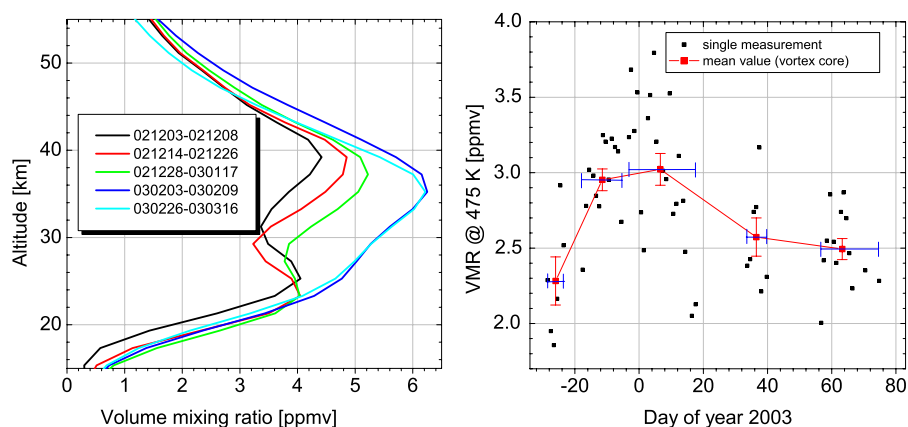 50
40
30
20
Altitude [km]
021203-021208
021214-021226
021228-030117
030203-030209
030226-030316
0 1 2 3 4 5 6
Volume mixing ratio [ppmv]
4.0
3.5
3.0
2.5
2.0
VMR @ 475 K [ppmv]
single measurement
mean value (vortex core)
-20 0 20 40 60 80
Day of year 2003